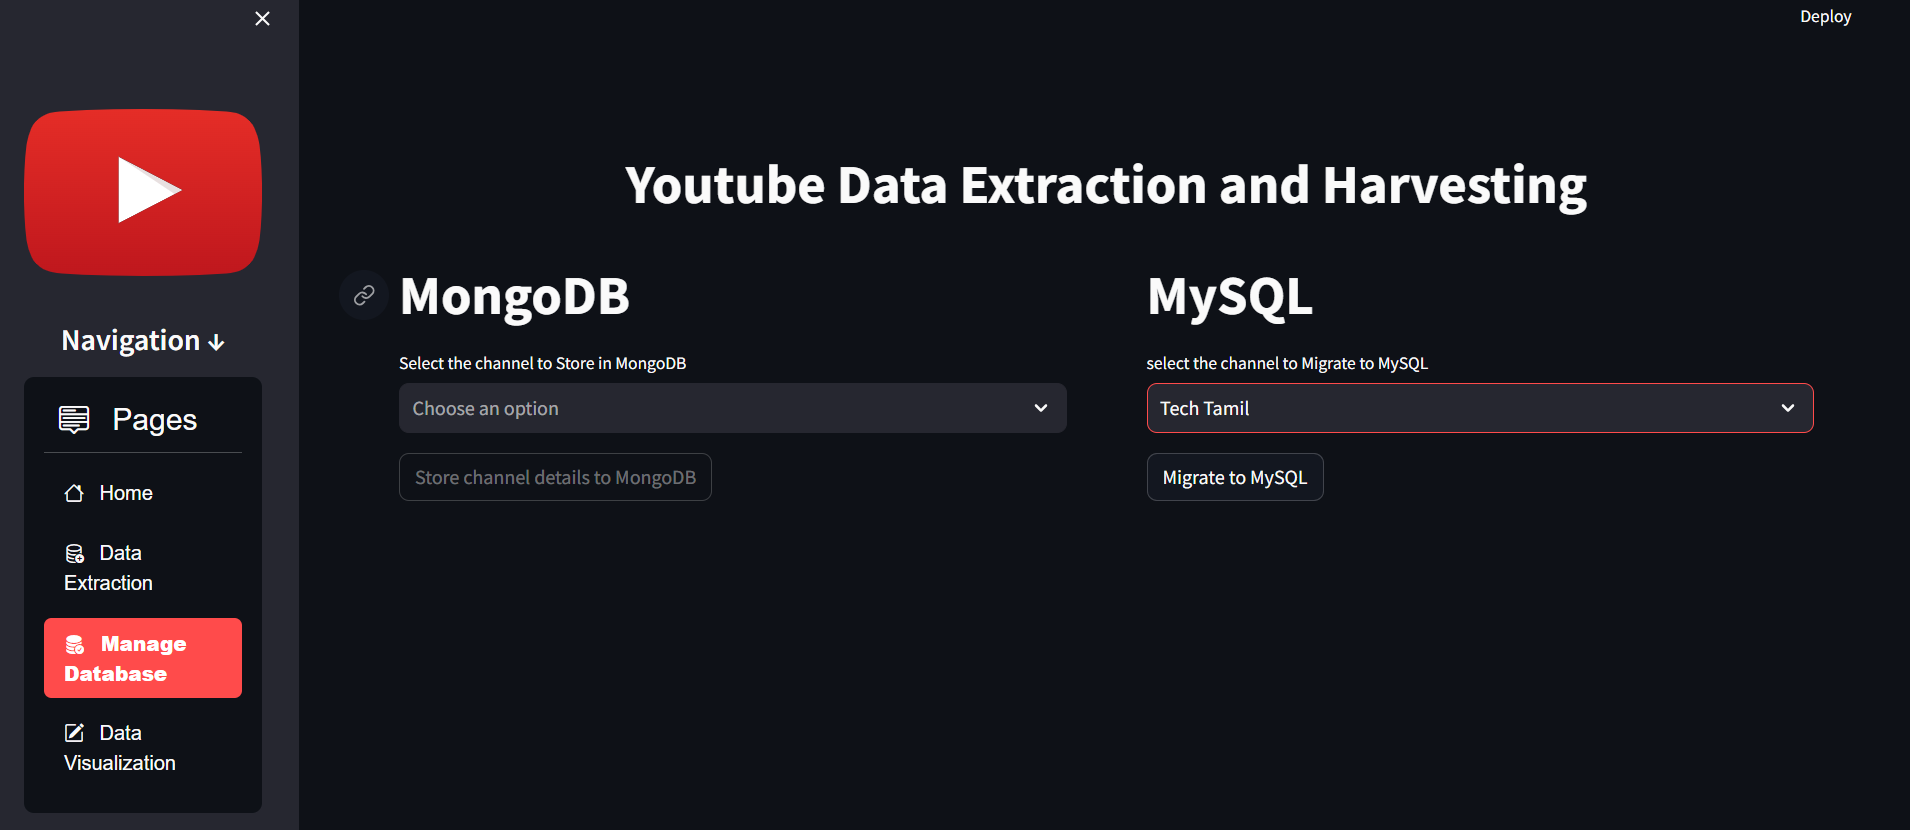 Deploy
Navigation ↓
Pages
Home
Data
Extraction
Manage
Database
Data
Visualization
Youtube Data Extraction and Harvesting
MongoDB
Select the channel to Store in MongoDB
Choose an option
Store channel details to MongoDB
MySQL
select the channel to Migrate to MySQL
Tech Tamil
Migrate to MySQL